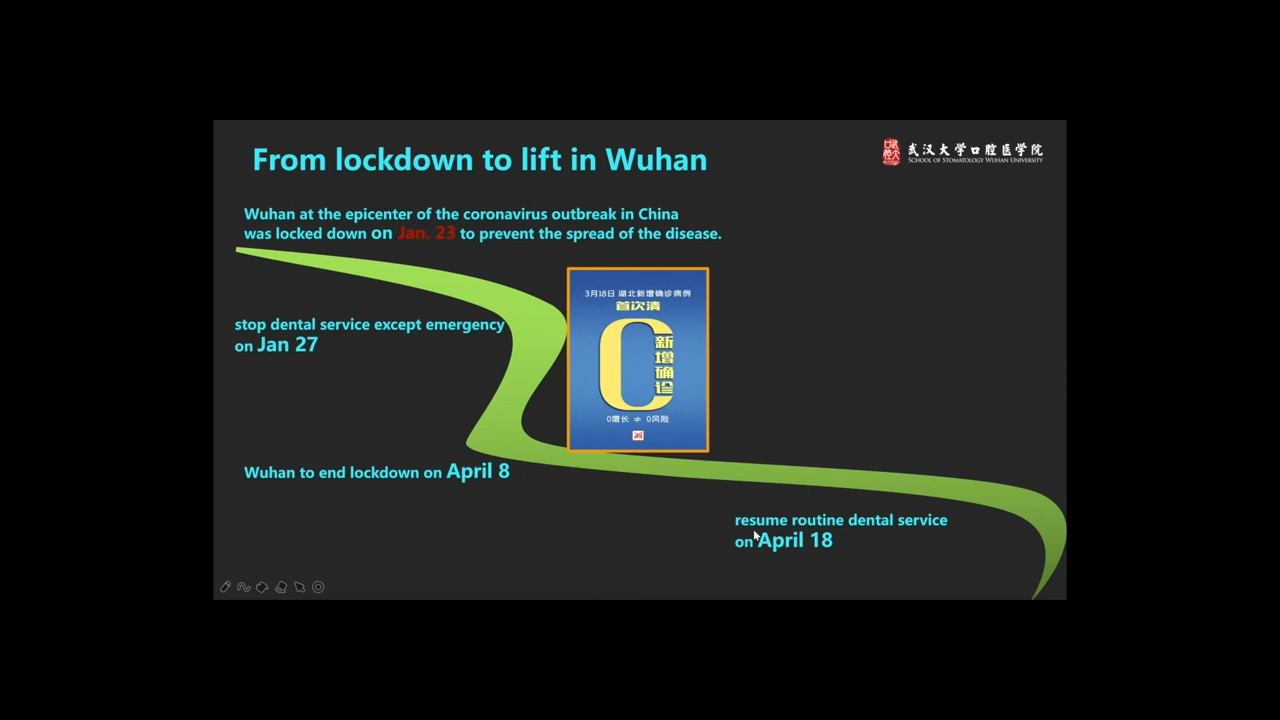 From lockdown to lift in Wuhan
武汉大学口腔医学院
SCHOOL OF STOMATOLOGY WUHAN UNIVERSITY
Wuhan at the epicenter of the coronavirus outbreak in China
was locked down on Jan. 23 to prevent the spread of the disease.
3月18日 湖北新增确诊病例
首次清
0
新增确诊
0增长 ≠ 0风险
stop dental service except emergency
on Jan 27
Wuhan to end lockdown on April 8
resume routine dental service
on April 18